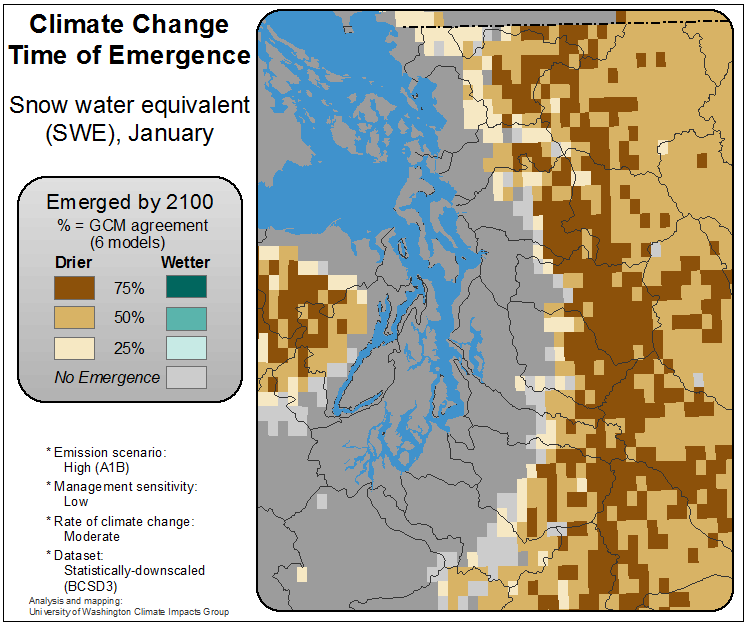 Climate Change
Time of Emergence
Snow water equivalent
(SWE), January
Emerged by 2100
% = GCM agreement
(6 models)
Drier Wetter
75%
50%
25%
No Emergence
* Emission scenario:
High (A1B)
* Management sensitivity:
Low
* Rate of climate change:
Moderate
* Dataset:
Statistically-downscaled
(BCSD3)
Analysis and mapping:
University of Washington Climate Impacts Group